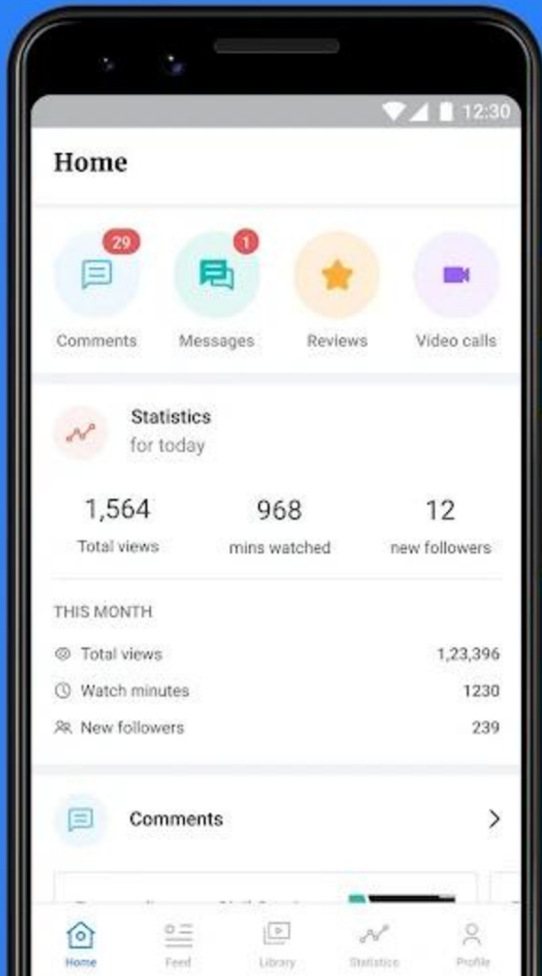 12:30
Home
29
1
Comments Messages Reviews Video calls
Statistics
for today
1,564 968 12
Total views mins watched new followers
THIS MONTH
Total views 1,23,396
Watch minutes 1230
New followers 239
Comments
Home Feed Library Statistics Profile